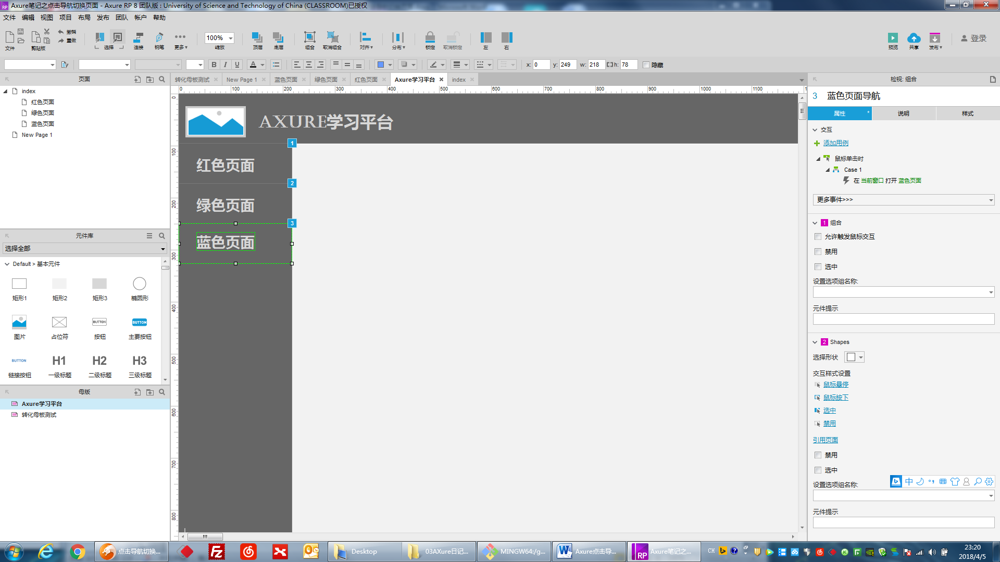 Axure笔记之点击导航切换页面 - Axure RP 8 团队版 : University of Science and Technology of China (CLASSROOM)已授权
文件 编辑 视图 项目 布局 发布 团队 帐户 帮助
文件 剪贴板 撤销 重做 选择 连接 钢笔 更多 100% 缩放 顶层 底层 组合 取消组合 对齐 分布 锁定 取消锁定 左 右 预览 共享 发布 登录
B I U A x: 0 y: 249 w: 218 h: 78 隐藏
页面
index
红色页面
绿色页面
蓝色页面
New Page 1
元件库
选择全部
Default > 基本元件
矩形1 矩形2 矩形3 椭圆形
BUTTON BUTTON
图片 占位符 按钮 主要按钮
BUTTON H1 H2 H3
链接按钮 一级标题 二级标题 三级标题
母版
Axure学习平台
转化母板测试
转化母板测试 New Page 1 蓝色页面 绿色页面 红色页面 Axure学习平台 index
0 100 200 300 400 500 600 700 800 900 1000 1100
0
100
200
300
400
500
600
700
800
AXURE学习平台
1
红色页面
2
绿色页面
3
蓝色页面
检视: 组合
3 蓝色页面导航
属性 * 说明 样式
交互
添加用例
鼠标单击时
Case 1
在 当前窗口 打开 蓝色页面
更多事件>>>
1 组合
允许触发鼠标交互
禁用
选中
设置选项组名称:
元件提示
2 Shapes
选择形状
交互样式设置
鼠标悬停
鼠标按下
选中
禁用
引用页面
禁用
选中
设置选项组名称:
中
元件提示
点击导航切换... Desktop 03AXure日记... MINGW64:/g... Axure点击导... Axure笔记之... CH
23:20
2018/4/5